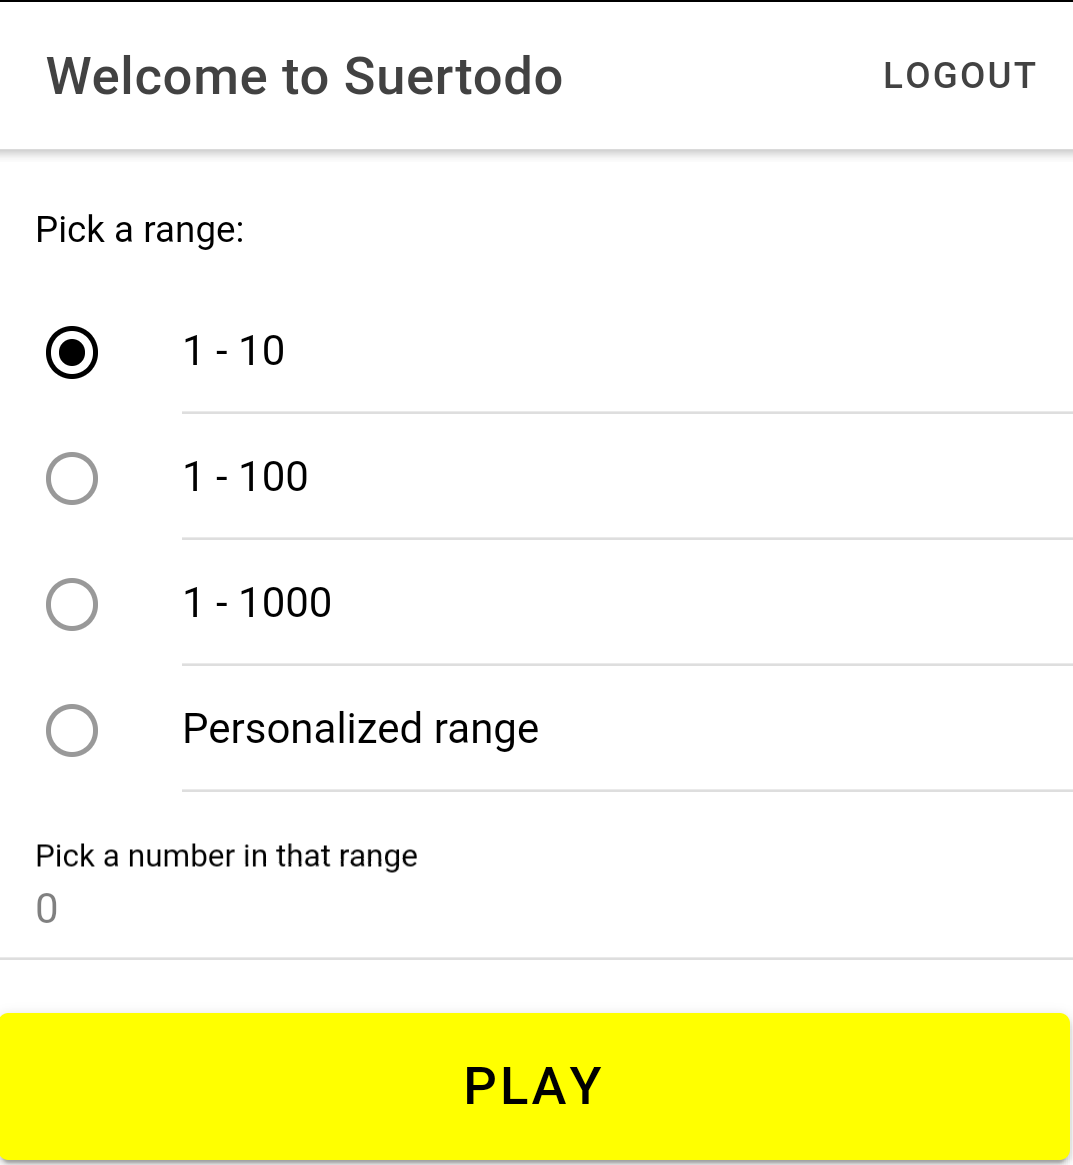 Welcome to Suertodo LOGOUT
Pick a range:
1 - 10
1 - 100
1 - 1000
Personalized range
Pick a number in that range
0
PLAY